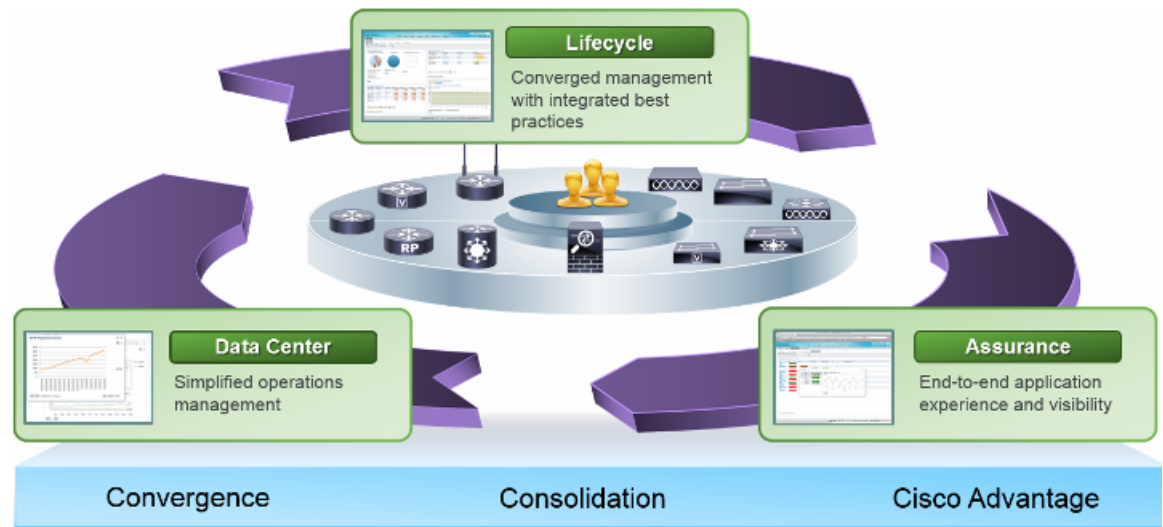 Lifecycle
Converged management
with integrated best
practices
V
RP
V
Data Center
Simplified operations
management
Assurance
End-to-end application
experience and visibility
Convergence
Consolidation
Cisco Advantage